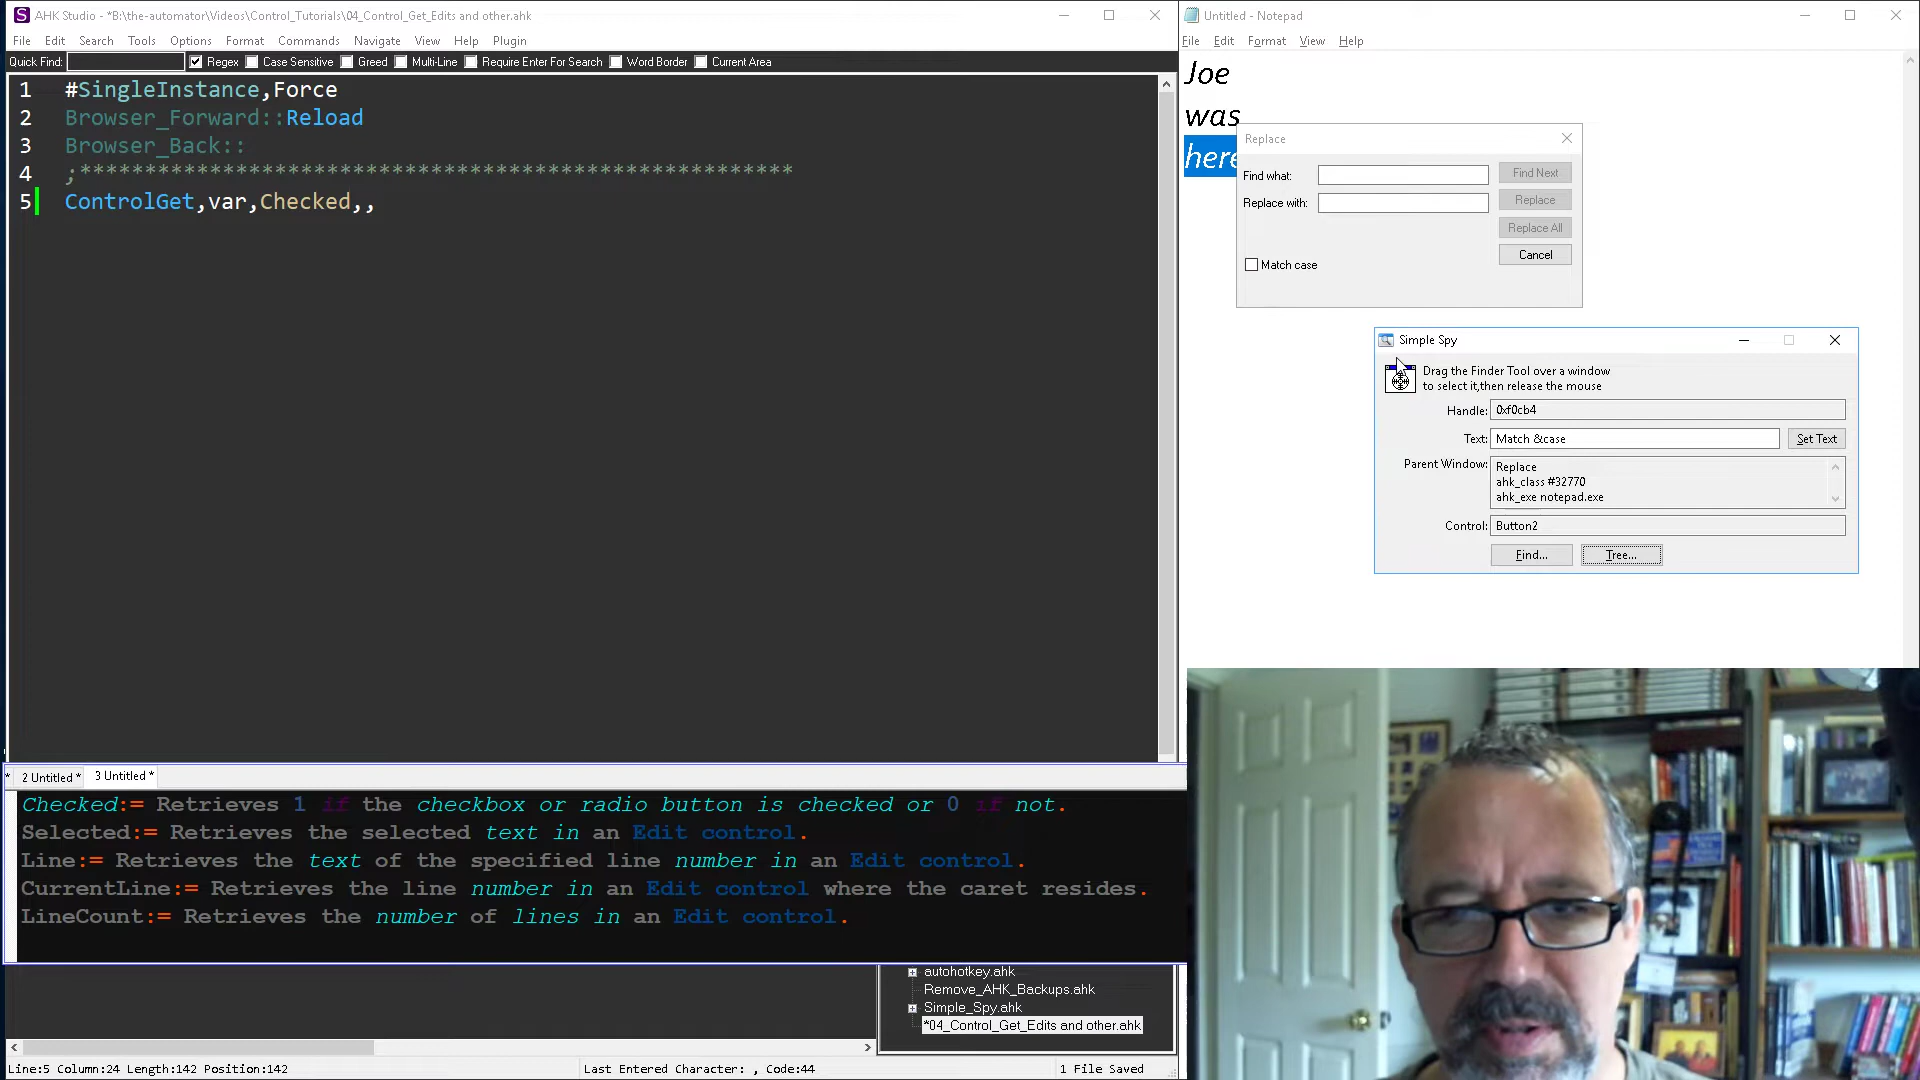 AHK Studio - *B:\the-automator\Videos\Control_Tutorials\04_Control_Get_Edits and other.ahk
File Edit Search Tools Options Format Commands Navigate View Help Plugin
Quick Find: Regex Case Sensitive Greed Multi-Line Require Enter For Search Word Border Current Area
1 #SingleInstance,Force
2 Browser_Forward::Reload
3 Browser_Back::
4 ;*******************************************************
5 ControlGet,var,Checked,,
Untitled - Notepad
File Edit Format View Help
Joe
was
here
Replace
Find what: Find Next
Replace with: Replace
Replace All
Cancel
Match case
Simple Spy
Drag the Finder Tool over a window
to select it,then release the mouse
Handle: 0xf0cb4
Text: Match &case Set Text
Parent Window: Replace
ahk_class #32770
ahk_exe notepad.exe
Control: Button2
Find... Tree...
* 2 Untitled * 3 Untitled *
Checked:= Retrieves 1 if the checkbox or radio button is checked or 0 if not.
Selected:= Retrieves the selected text in an Edit control.
Line:= Retrieves the text of the specified line number in an Edit control.
CurrentLine:= Retrieves the line number in an Edit control where the caret resides.
LineCount:= Retrieves the number of lines in an Edit control.
autohotkey.ahk
Remove_AHK_Backups.ahk
Simple_Spy.ahk
*04_Control_Get_Edits and other.ahk
Line:5 Column:24 Length:142 Position:142 Last Entered Character: , Code:44 1 File Saved